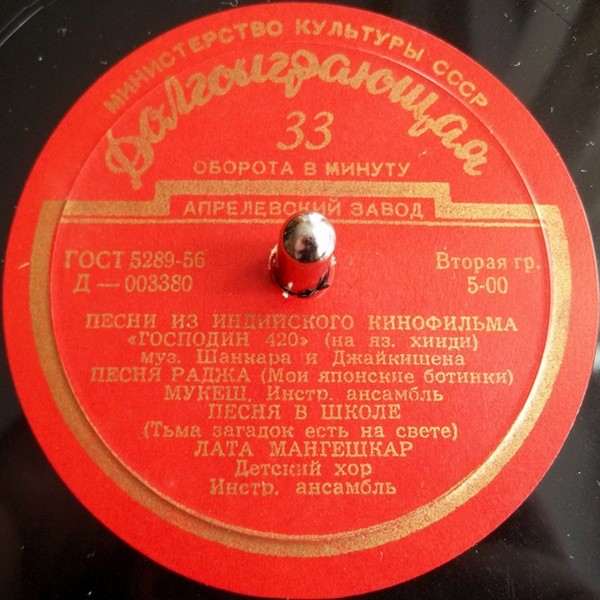 МИНИСТЕРСТВО КУЛЬТУРЫ СССР
Долгоиграющая
33
ОБОРОТА В МИНУТУ
АПРЕЛЕВСКИЙ ЗАВОД
ГОСТ 5289-56
Д — 003380
Вторая гр.
5-00
ПЕСНИ ИЗ ИНДИЙСКОГО КИНОФИЛЬМА
«ГОСПОДИН 420» (на яз. хинди)
муз. Шанкара и Джайкишена
ПЕСНЯ РАДЖА (Мои японские ботинки)
МУКЕШ, Инстр. ансамбль
ПЕСНЯ В ШКОЛЕ
(Тьма загадок есть на свете)
ЛАТА МАНГЕШКАР
Детский хор
Инстр. ансамбль